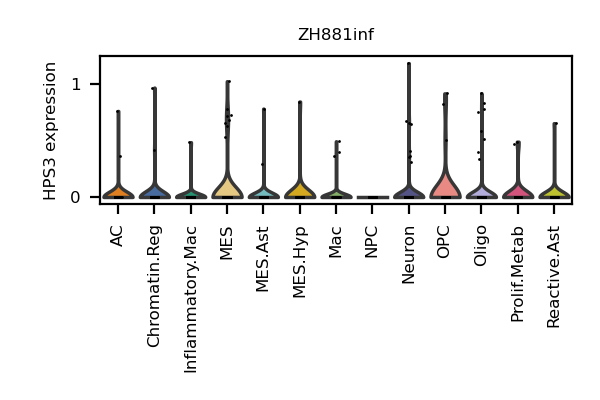 ZH881inf
HPS3 expression
1
0
AC
Chromatin.Reg
Inflammatory.Mac
MES
MES.Ast
MES.Hyp
Mac
NPC
Neuron
OPC
Oligo
Prolif.Metab
Reactive.Ast